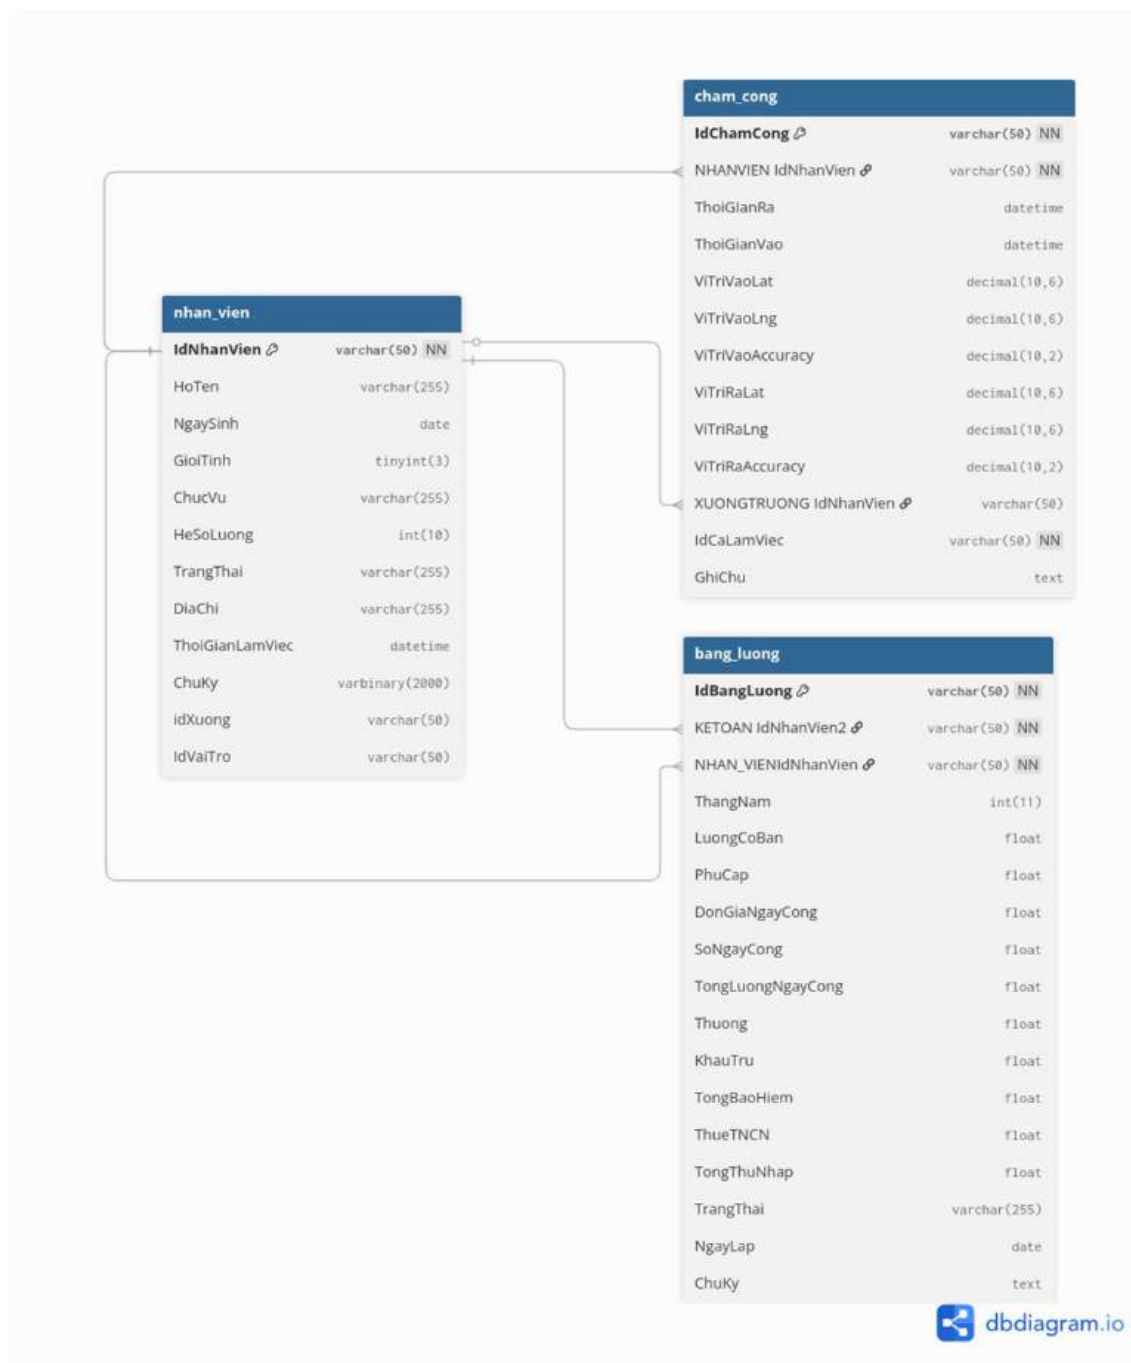 cham_cong
IdChamCong varchar(50) NN
NHANVIEN IdNhanVien varchar(50) NN
ThoiGIanRa datetime
ThoiGianVao datetime
ViTriVaoLat decimal(10,6)
ViTriVaoLng decimal(10,6)
ViTriVaoAccuracy decimal(10,2)
ViTriRaLat decimal(10,6)
ViTriRaLng decimal(10,6)
ViTriRaAccuracy decimal(10,2)
XUONGTRUONG IdNhanVien varchar(50)
IdCaLamViec varchar(50) NN
GhiChu text
nhan_vien
IdNhanVien varchar(50) NN
HoTen varchar(255)
NgaySinh date
GioiTinh tinyint(3)
ChucVu varchar(255)
HeSoLuong int(10)
TrangThai varchar(255)
DiaChi varchar(255)
ThoiGianLamViec datetime
ChuKy varbinary(2000)
idXuong varchar(50)
IdVaiTro varchar(50)
bang_luong
IdBangLuong varchar(50) NN
KETOAN IdNhanVien2 varchar(50) NN
NHAN_VIENIdNhanVien varchar(50) NN
ThangNam int(11)
LuongCoBan float
PhuCap float
DonGiaNgayCong float
SoNgayCong float
TongLuongNgayCong float
Thuong float
KhauTru float
TongBaoHiem float
ThueTNCN float
TongThuNhap float
TrangThai varchar(255)
NgayLap date
ChuKy text
dbdiagram.io